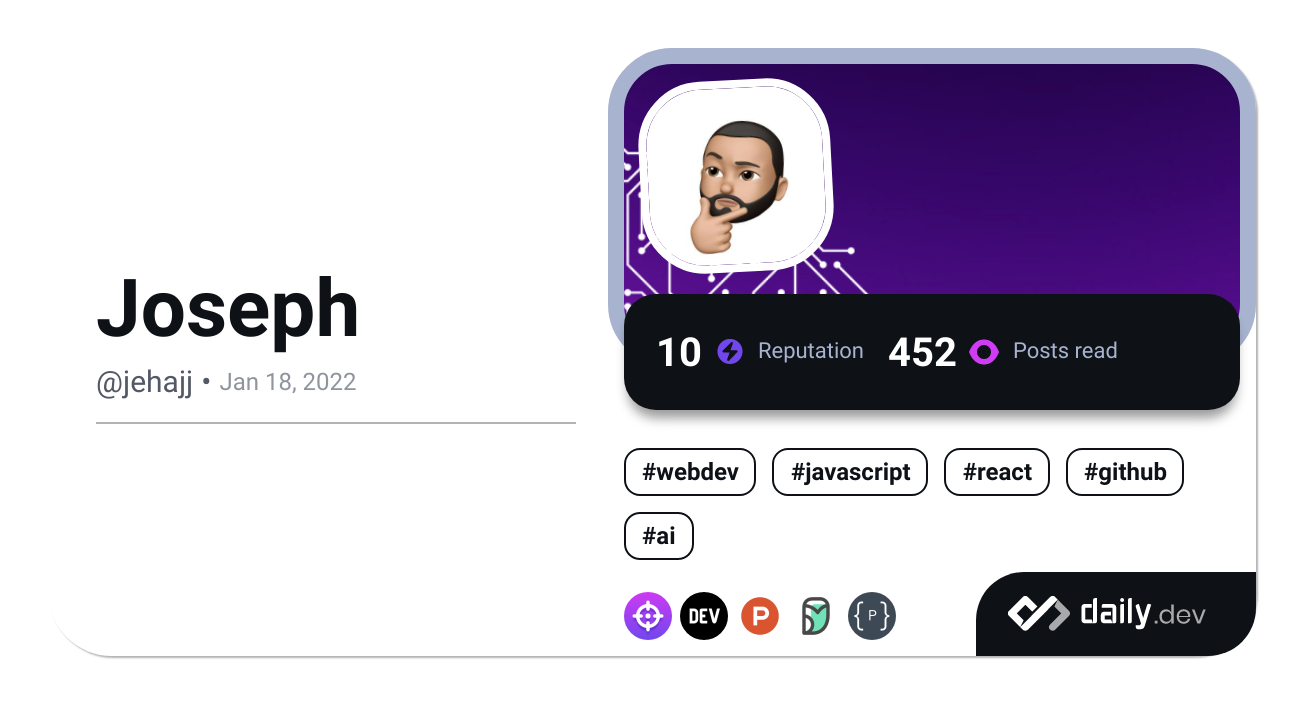 Joseph
@jehajj • Jan 18, 2022
10 Reputation 452 Posts read
#webdev #javascript #react #github
#ai
DEV P {P} daily.dev